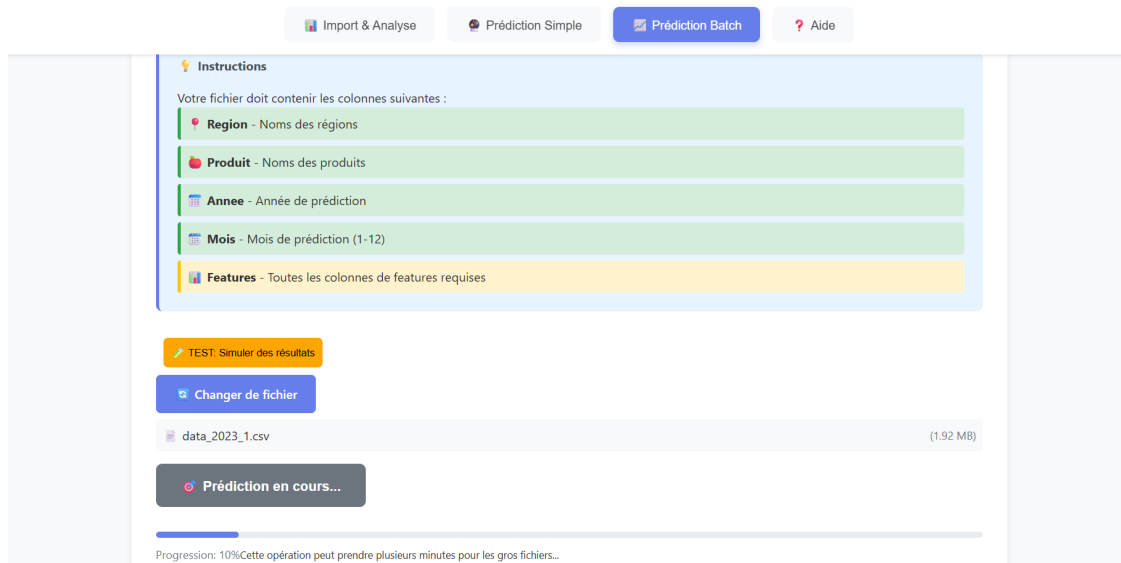 Import & Analyse
Prédiction Simple
Prédiction Batch
Aide
Instructions
Votre fichier doit contenir les colonnes suivantes :
Region - Noms des régions
Produit - Noms des produits
Annee - Année de prédiction
Mois - Mois de prédiction (1-12)
Features - Toutes les colonnes de features requises
TEST: Simuler des résultats
Changer de fichier
data_2023_1.csv (1.92 MB)
Prédiction en cours...
Progression: 10%Cette opération peut prendre plusieurs minutes pour les gros fichiers...